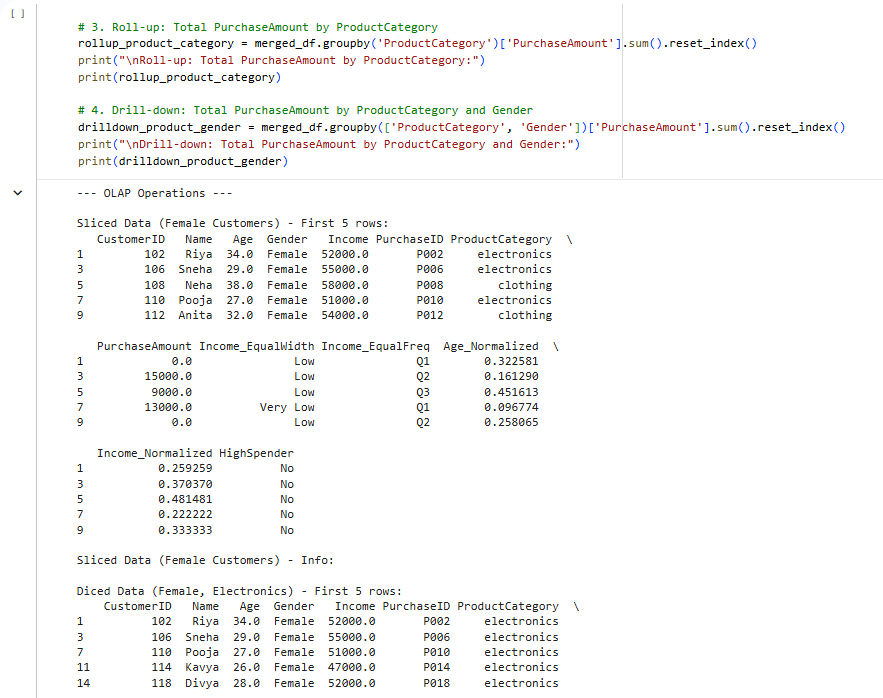 [ ]
# 3. Roll-up: Total PurchaseAmount by ProductCategory
rollup_product_category = merged_df.groupby('ProductCategory')['PurchaseAmount'].sum().reset_index()
print("\nRoll-up: Total PurchaseAmount by ProductCategory:")
print(rollup_product_category)
# 4. Drill-down: Total PurchaseAmount by ProductCategory and Gender
drilldown_product_gender = merged_df.groupby(['ProductCategory', 'Gender'])['PurchaseAmount'].sum().reset_index()
print("\nDrill-down: Total PurchaseAmount by ProductCategory and Gender:")
print(drilldown_product_gender)
--- OLAP Operations ---
Sliced Data (Female Customers) - First 5 rows:
CustomerID Name Age Gender Income PurchaseID ProductCategory \
1 102 Riya 34.0 Female 52000.0 P002 electronics
3 106 Sneha 29.0 Female 55000.0 P006 electronics
5 108 Neha 38.0 Female 58000.0 P008 clothing
7 110 Pooja 27.0 Female 51000.0 P010 electronics
9 112 Anita 32.0 Female 54000.0 P012 clothing
PurchaseAmount Income_EqualWidth Income_EqualFreq Age_Normalized \
1 0.0 Low Q1 0.322581
3 15000.0 Low Q2 0.161290
5 9000.0 Low Q3 0.451613
7 13000.0 Very Low Q1 0.096774
9 0.0 Low Q2 0.258065
Income_Normalized HighSpender
1 0.259259 No
3 0.370370 No
5 0.481481 No
7 0.222222 No
9 0.333333 No
Sliced Data (Female Customers) - Info:
Diced Data (Female, Electronics) - First 5 rows:
CustomerID Name Age Gender Income PurchaseID ProductCategory \
1 102 Riya 34.0 Female 52000.0 P002 electronics
3 106 Sneha 29.0 Female 55000.0 P006 electronics
7 110 Pooja 27.0 Female 51000.0 P010 electronics
11 114 Kavya 26.0 Female 47000.0 P014 electronics
14 118 Divya 28.0 Female 52000.0 P018 electronics